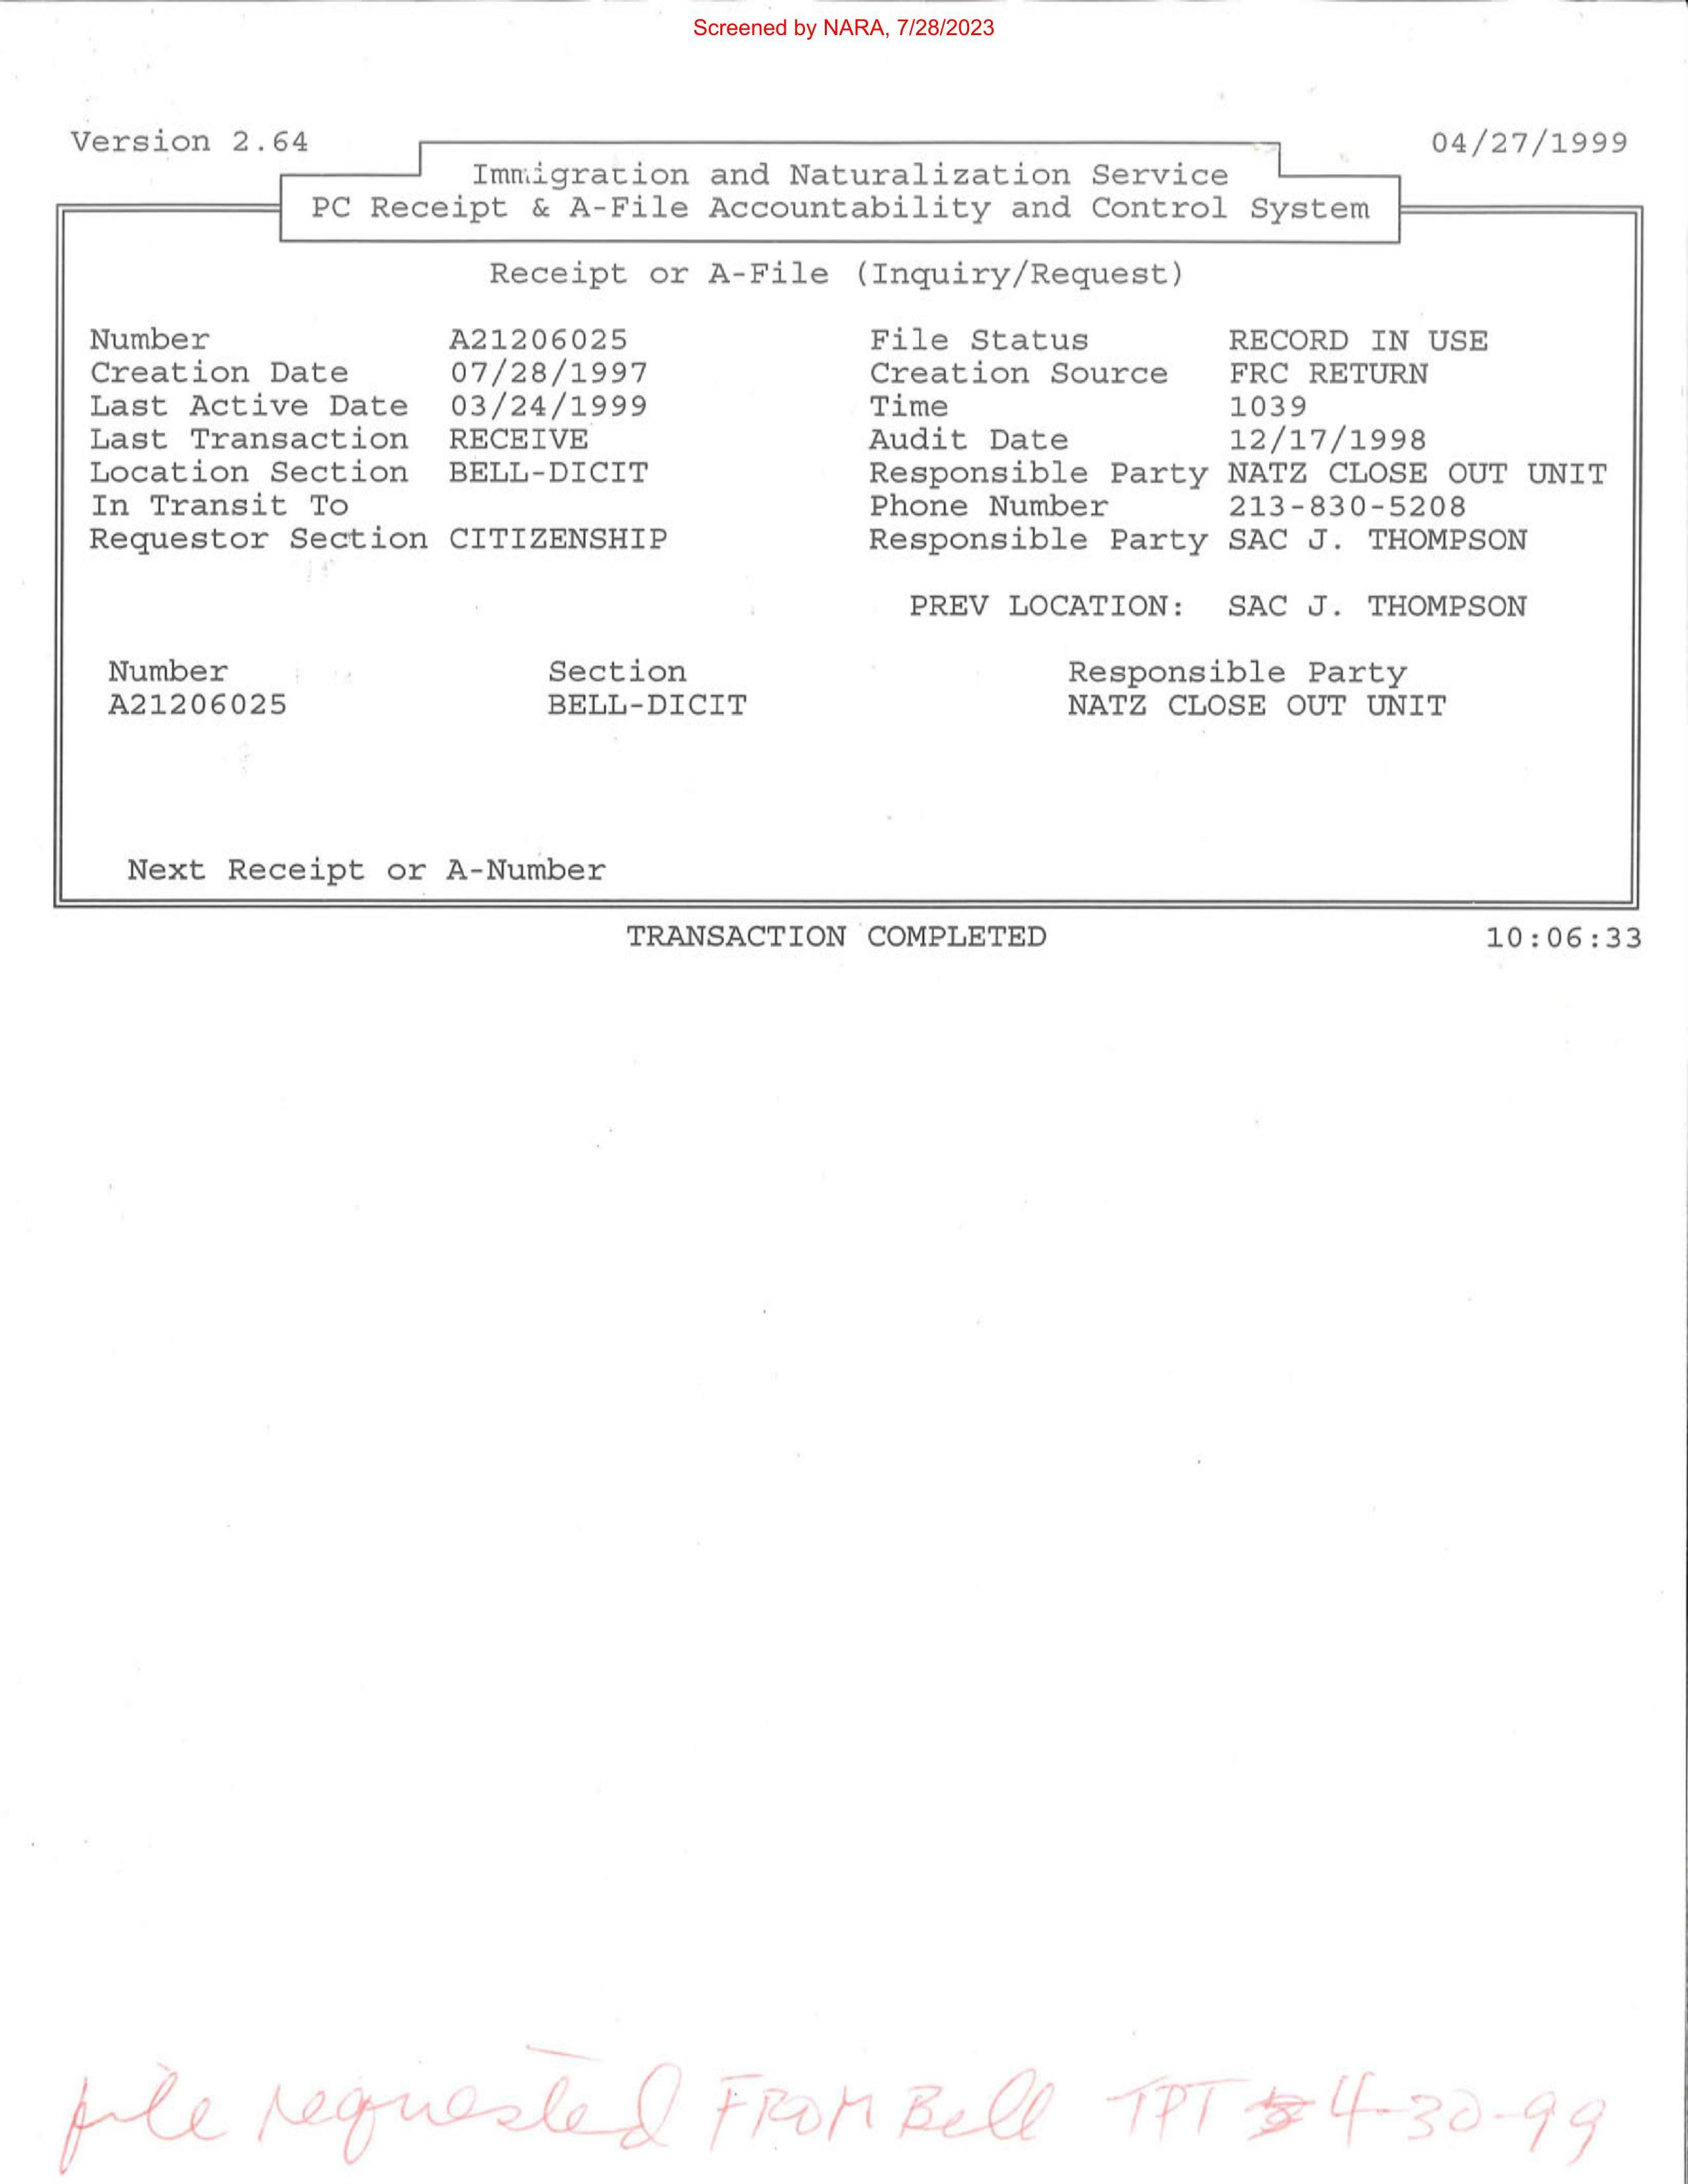 Screened by NARA, 7/28/2023
Version 2.64 04/27/1999
Immigration and Naturalization Service
PC Receipt & A-File Accountability and Control System
Receipt or A-File (Inquiry/Request)
Number A21206025 File Status RECORD IN USE
Creation Date 07/28/1997 Creation Source FRC RETURN
Last Active Date 03/24/1999 Time 1039
Last Transaction RECEIVE Audit Date 12/17/1998
Location Section BELL-DICIT Responsible Party NATZ CLOSE OUT UNIT
In Transit To Phone Number 213-830-5208
Requestor Section CITIZENSHIP Responsible Party SAC J. THOMPSON
PREV LOCATION: SAC J. THOMPSON
Number Section Responsible Party
A21206025 BELL-DICIT NATZ CLOSE OUT UNIT
Next Receipt or A-Number
TRANSACTION COMPLETED 10:06:33
file requested FROM Bell TPT 4-30-99